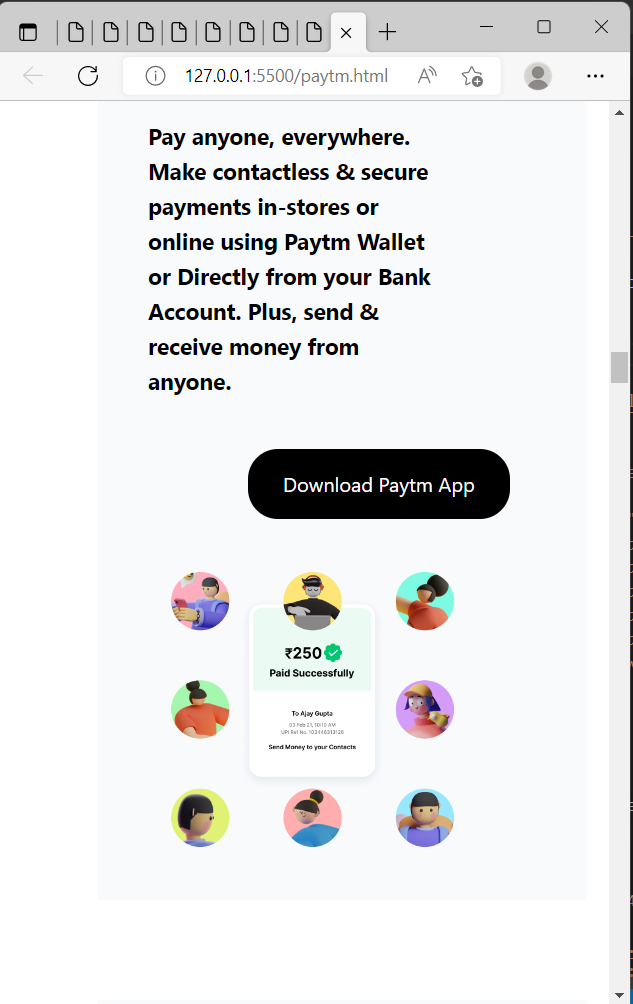 127.0.0.1:5500/paytm.html
Pay anyone, everywhere.
Make contactless & secure
payments in-stores or
online using Paytm Wallet
or Directly from your Bank
Account. Plus, send &
receive money from
anyone.
Download Paytm App
₹250
Paid Successfully
To Ajay Gupta
03 Feb 21, 10:10 AM
UPI Ref No. 103446313128
Send Money to your Contacts